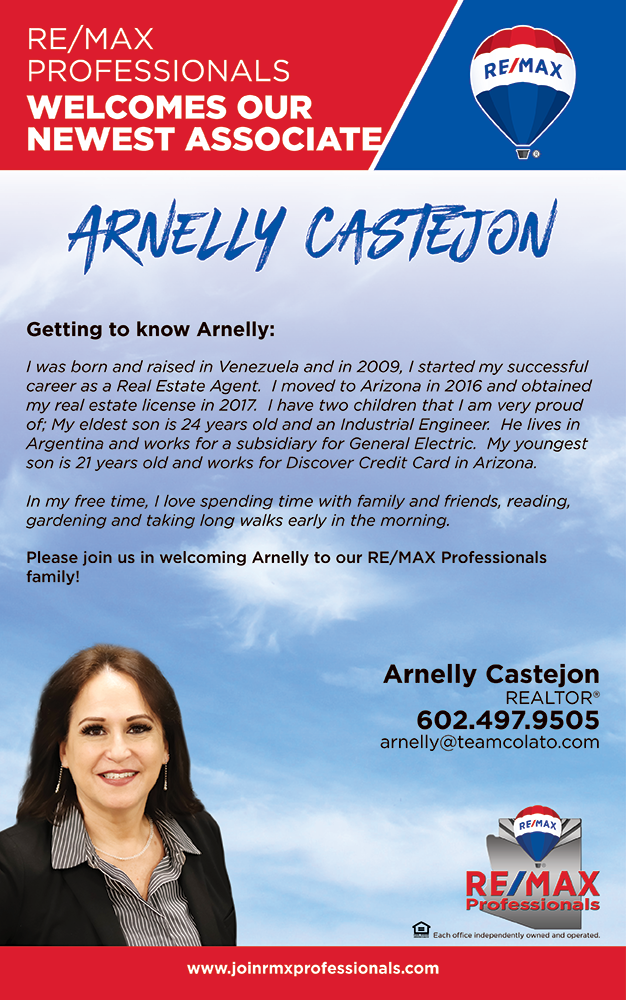 RE/MAX
PROFESSIONALS
WELCOMES OUR
NEWEST ASSOCIATE
RE/MAX
®
ARNELLY CASTEJON
Getting to know Arnelly:
I was born and raised in Venezuela and in 2009, I started my successful
career as a Real Estate Agent.  I moved to Arizona in 2016 and obtained
my real estate license in 2017.  I have two children that I am very proud
of; My eldest son is 24 years old and an Industrial Engineer.  He lives in
Argentina and works for a subsidiary for General Electric.  My youngest
son is 21 years old and works for Discover Credit Card in Arizona.
In my free time, I love spending time with family and friends, reading,
gardening and taking long walks early in the morning.
Please join us in welcoming Arnelly to our RE/MAX Professionals
family!
Arnelly Castejon
REALTOR®
602.497.9505
arnelly@teamcolato.com
RE/MAX
RE/MAX
Professionals
Each office independently owned and operated.
www.joinrmxprofessionals.com